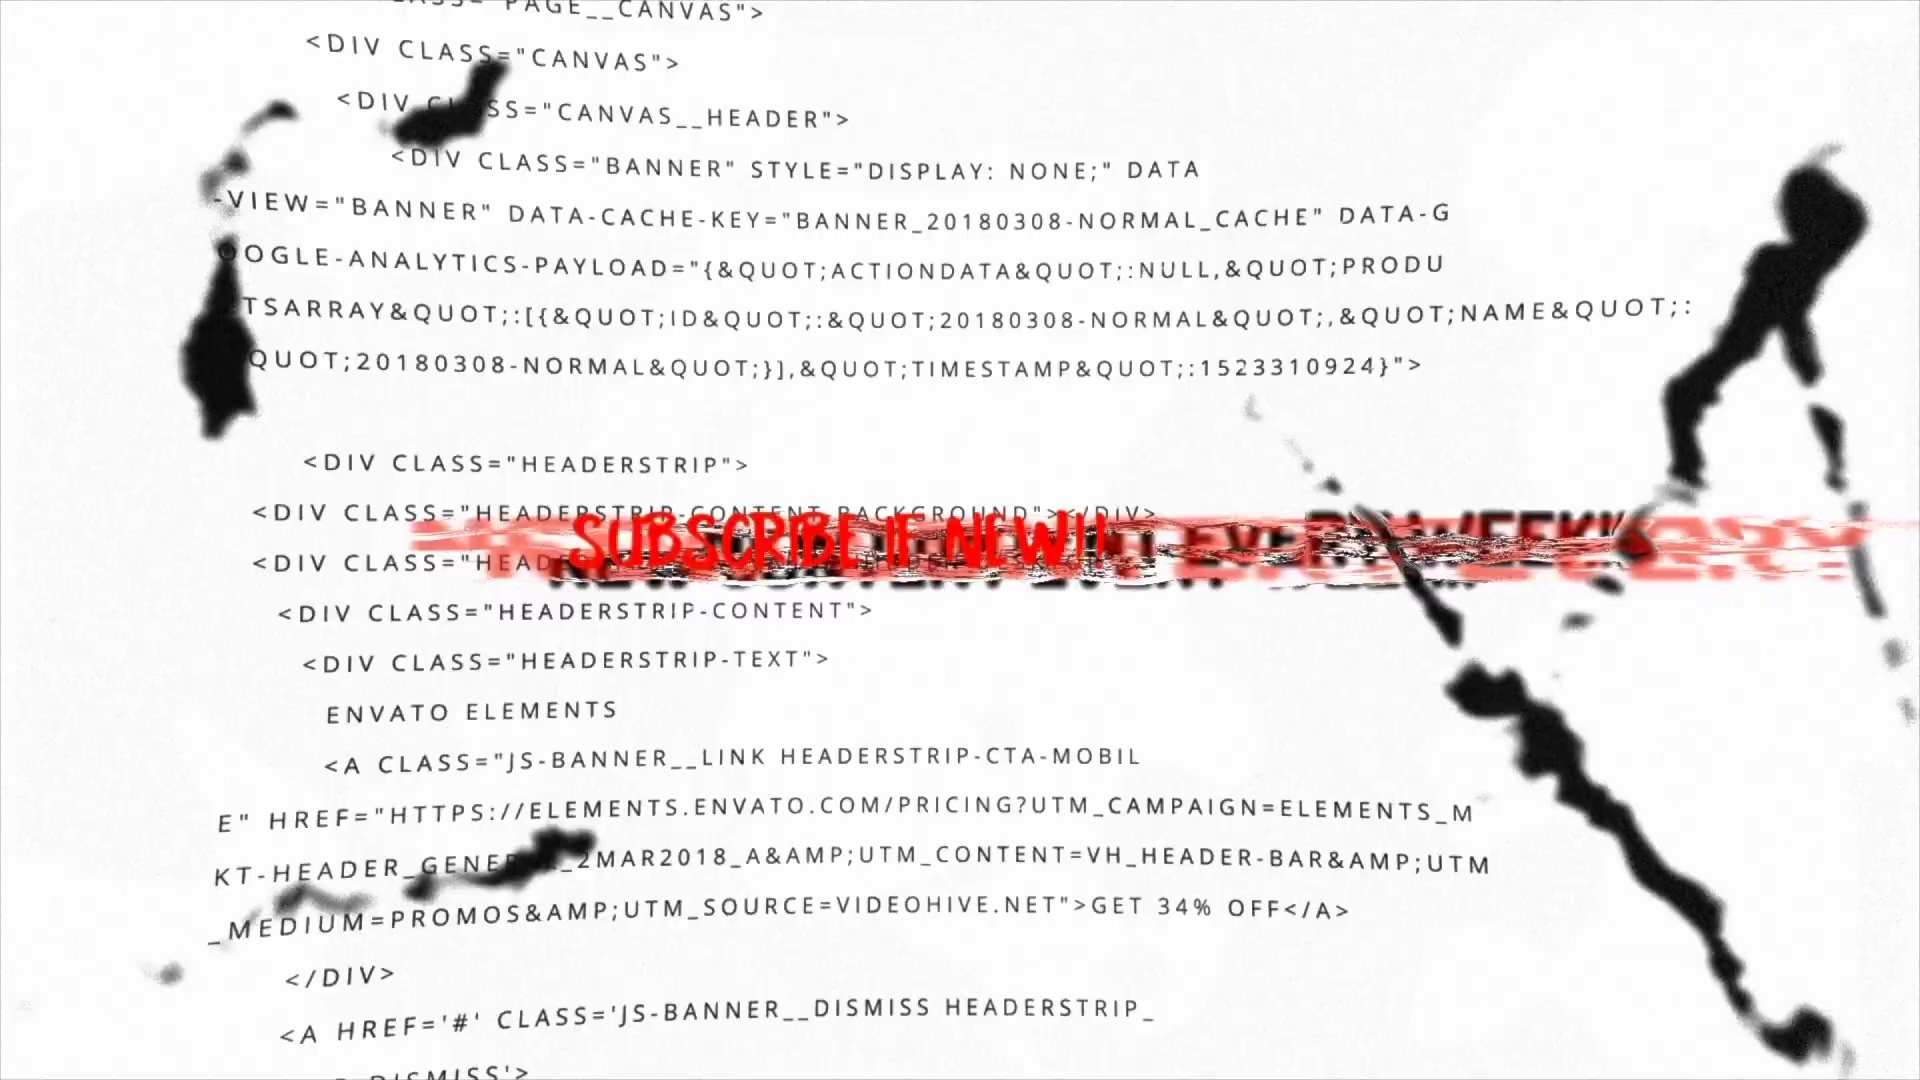 PAGE__CANVAS">
<DIV CLASS="CANVAS">
<DIV CLASS="CANVAS__HEADER">
<DIV CLASS="BANNER" STYLE="DISPLAY: NONE;" DATA
-VIEW="BANNER" DATA-CACHE-KEY="BANNER_20180308-NORMAL_CACHE" DATA-G
OOGLE-ANALYTICS-PAYLOAD="{&QUOT;ACTIONDATA&QUOT;:NULL,&QUOT;PRODU
TSARRAY&QUOT;:[{&QUOT;ID&QUOT;:&QUOT;20180308-NORMAL&QUOT;,&QUOT;NAME&QUOT;:
QUOT;20180308-NORMAL&QUOT;}],&QUOT;TIMESTAMP&QUOT;:1523310924}">
<DIV CLASS="HEADERSTRIP">
<DIV CLASS="HEADERSTRIP-CONTENT-BACKGROUND"></DIV>
SUBSCRIBE IF NEW!!
<DIV CLASS="HEAD
<DIV CLASS="HEADERSTRIP-CONTENT">
<DIV CLASS="HEADERSTRIP-TEXT">
ENVATO ELEMENTS
<A CLASS="JS-BANNER__LINK HEADERSTRIP-CTA-MOBIL
E" HREF="HTTPS://ELEMENTS.ENVATO.COM/PRICING?UTM_CAMPAIGN=ELEMENTS_M
KT-HEADER_GENE _2MAR2018_A&AMP;UTM_CONTENT=VH_HEADER-BAR&AMP;UTM
_MEDIUM=PROMOS&AMP;UTM_SOURCE=VIDEOHIVE.NET">GET 34% OFF</A>
</DIV>
<A HREF='#' CLASS='JS-BANNER__DISMISS HEADERSTRIP_
DISMISS'>